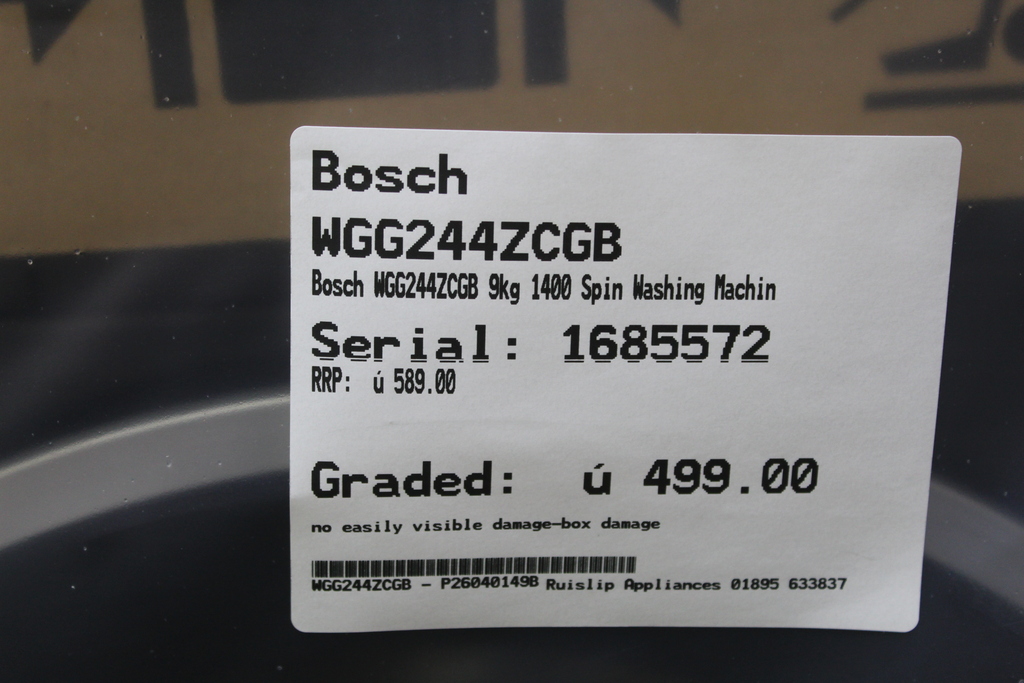 Bosch
WGG244ZCGB
Bosch WGG244ZCGB 9kg 1400 Spin Washing Machin
Serial: 1685572
RRP: ú 589.00
Graded: ú 499.00
no easily visible damage-box damage
WGG244ZCGB - P26040149B Ruislip Appliances 01895 633837